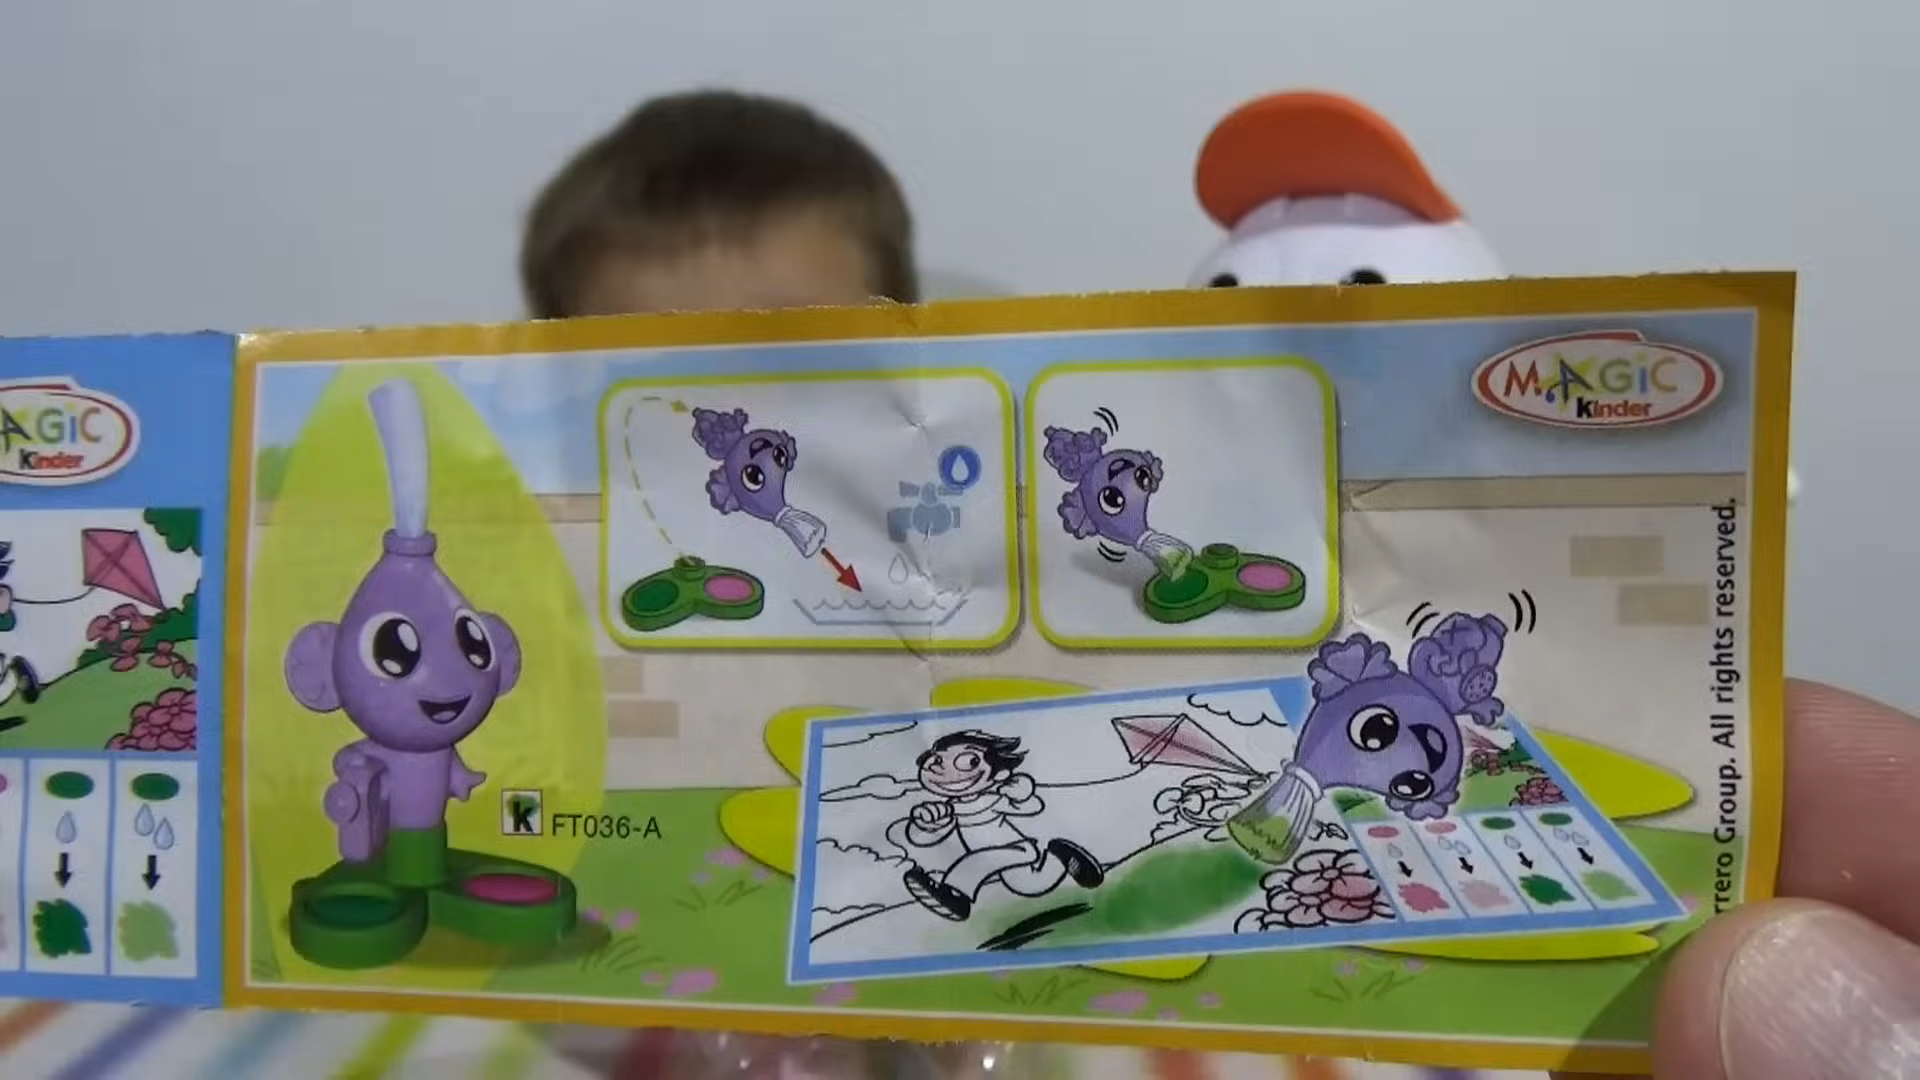 AGiC
Kinder
MAGiC
Kinder
k FT036-A
rrero Group. All rights reserved.